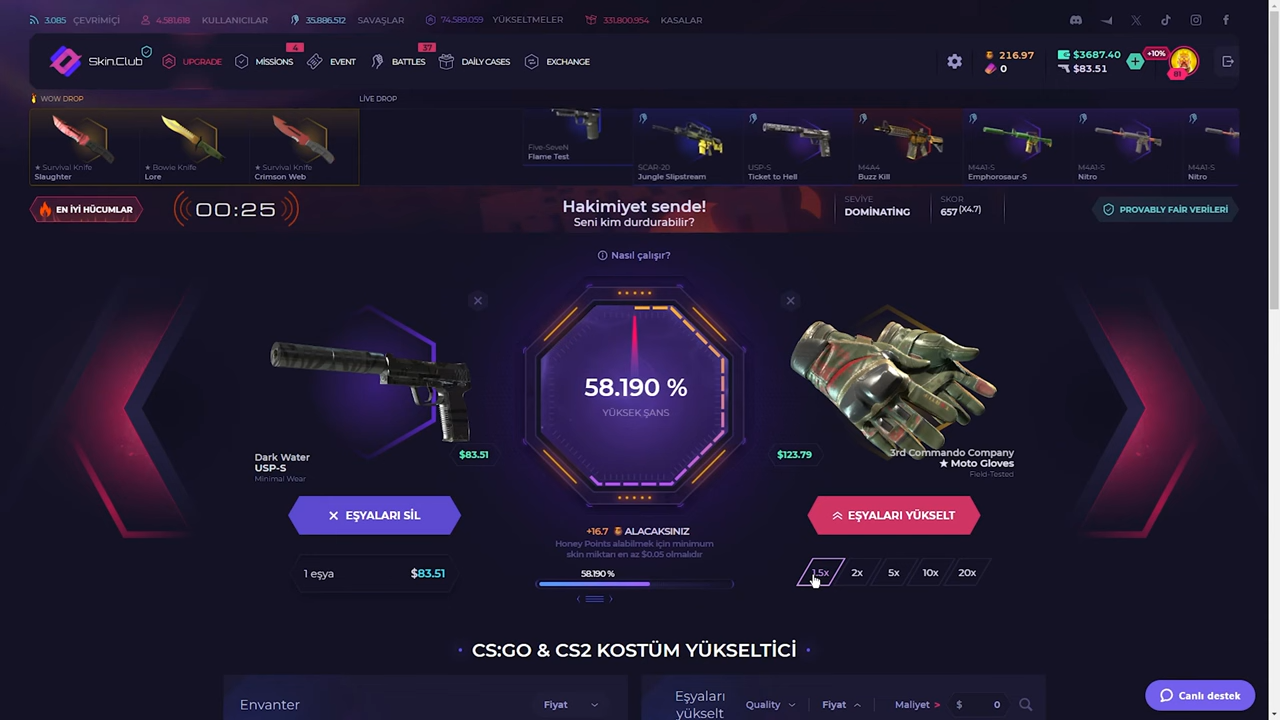 3.085 ÇEVRİMİÇİ
4.581.618 KULLANICILAR
35.886.512 SAVAŞLAR
74.589.059 YÜKSELTMELER
331.800.954 KASALAR
Skin.Club
UPGRADE
4
MISSIONS
EVENT
37
BATTLES
DAILY CASES
EXCHANGE
216.97
0
$3687.40
$83.51
+10%
WOW DROP
LIVE DROP
★ Survival Knife
Slaughter
★ Bowie Knife
Lore
★ Survival Knife
Crimson Web
Five-SeveN
Flame Test
SCAR-20
Jungle Slipstream
USP-S
Ticket to Hell
M4A4
Buzz Kill
M4A1-S
Emphorosaur-S
M4A1-S
Nitro
M4A1-S
Nitro
EN İYİ HÜCUMLAR
00:25
Hakimiyet sende!
Seni kim durdurabilir?
SEVİYE
DOMINATING
SKOR
657 (X4.7)
PROVABLY FAIR VERİLERİ
Nasıl çalışır?
58.190 %
YÜKSEK ŞANS
Dark Water
USP-S
Minimal Wear
$83.51
$123.79
3rd Commando Company
★ Moto Gloves
Field-Tested
EŞYALARI SİL
EŞYALARI YÜKSELT
+16.7 ALACAKSINIZ
Honey Points alabilmek için minimum
skin miktarı en az $0.05 olmalıdır
1 eşya $83.51
58.190 %
1.5x 2x 5x 10x 20x
CS:GO & CS2 KOSTÜM YÜKSELTİCİ
Envanter
Fiyat
Eşyaları
yükselt
Quality
Fiyat
Maliyet >
$ 0
Canlı destek